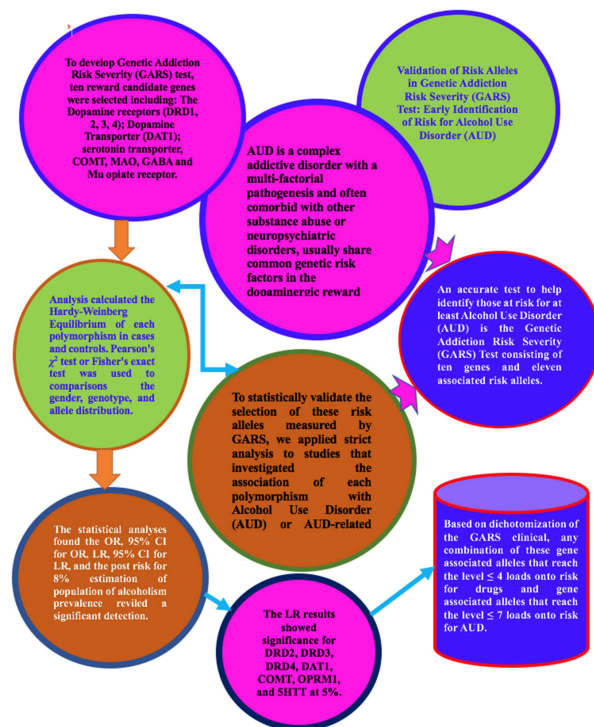 To develop Genetic Addiction
Risk Severity (GARS) test,
ten reward candidate genes
were selected including: The
Dopamine receptors (DRD1,
2, 3, 4); Dopamine
Transporter (DAT1);
serotonin transporter,
COMT, MAO, GABA and
Mu opiate receptor.
Validation of Risk Alleles
in Genetic Addiction
Risk Severity (GARS)
Test: Early Identification
of Risk for Alcohol Use
Disorder (AUD)
AUD is a complex
addictive disorder with a
multi-factorial
pathogenesis and often
comorbid with other
substance abuse or
neuropsychiatric
disorders, usually share
common genetic risk
factors in the
dopaminergic reward
Analysis calculated the
Hardy-Weinberg
Equilibrium of each
polymorphism in cases
and controls. Pearson's
χ² test or Fisher's exact
test was used to
comparisons the
gender, genotype, and
allele distribution.
An accurate test to help
identify those at risk for at
least Alcohol Use Disorder
(AUD) is the Genetic
Addiction Risk Severity
(GARS) Test consisting of
ten genes and eleven
associated risk alleles.
To statistically validate the
selection of these risk
alleles measured by
GARS, we applied strict
analysis to studies that
investigated the
association of each
polymorphism with
Alcohol Use Disorder
(AUD) or AUD-related
The statistical analyses
found the OR, 95% CI
for OR, LR, 95% CI for
LR, and the post risk for
8% estimation of
population of alcoholism
prevalence reviled a
significant detection.
The LR results
showed significance for
DRD2, DRD3,
DRD4, DAT1,
COMT, OPRM1,
and 5HTT at 5%.
Based on dichotomization of
the GARS clinical, any
combination of these gene
associated alleles that reach
the level ≤ 4 loads onto risk
for drugs and gene
associated alleles that reach
the level ≤ 7 loads onto risk
for AUD.